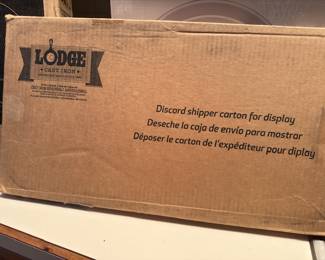 LODGE
CAST IRON
Discard shipper carton for display
Deseche la caja de envío para mostrar
Déposer le carton de l'expéditeur pour diplay